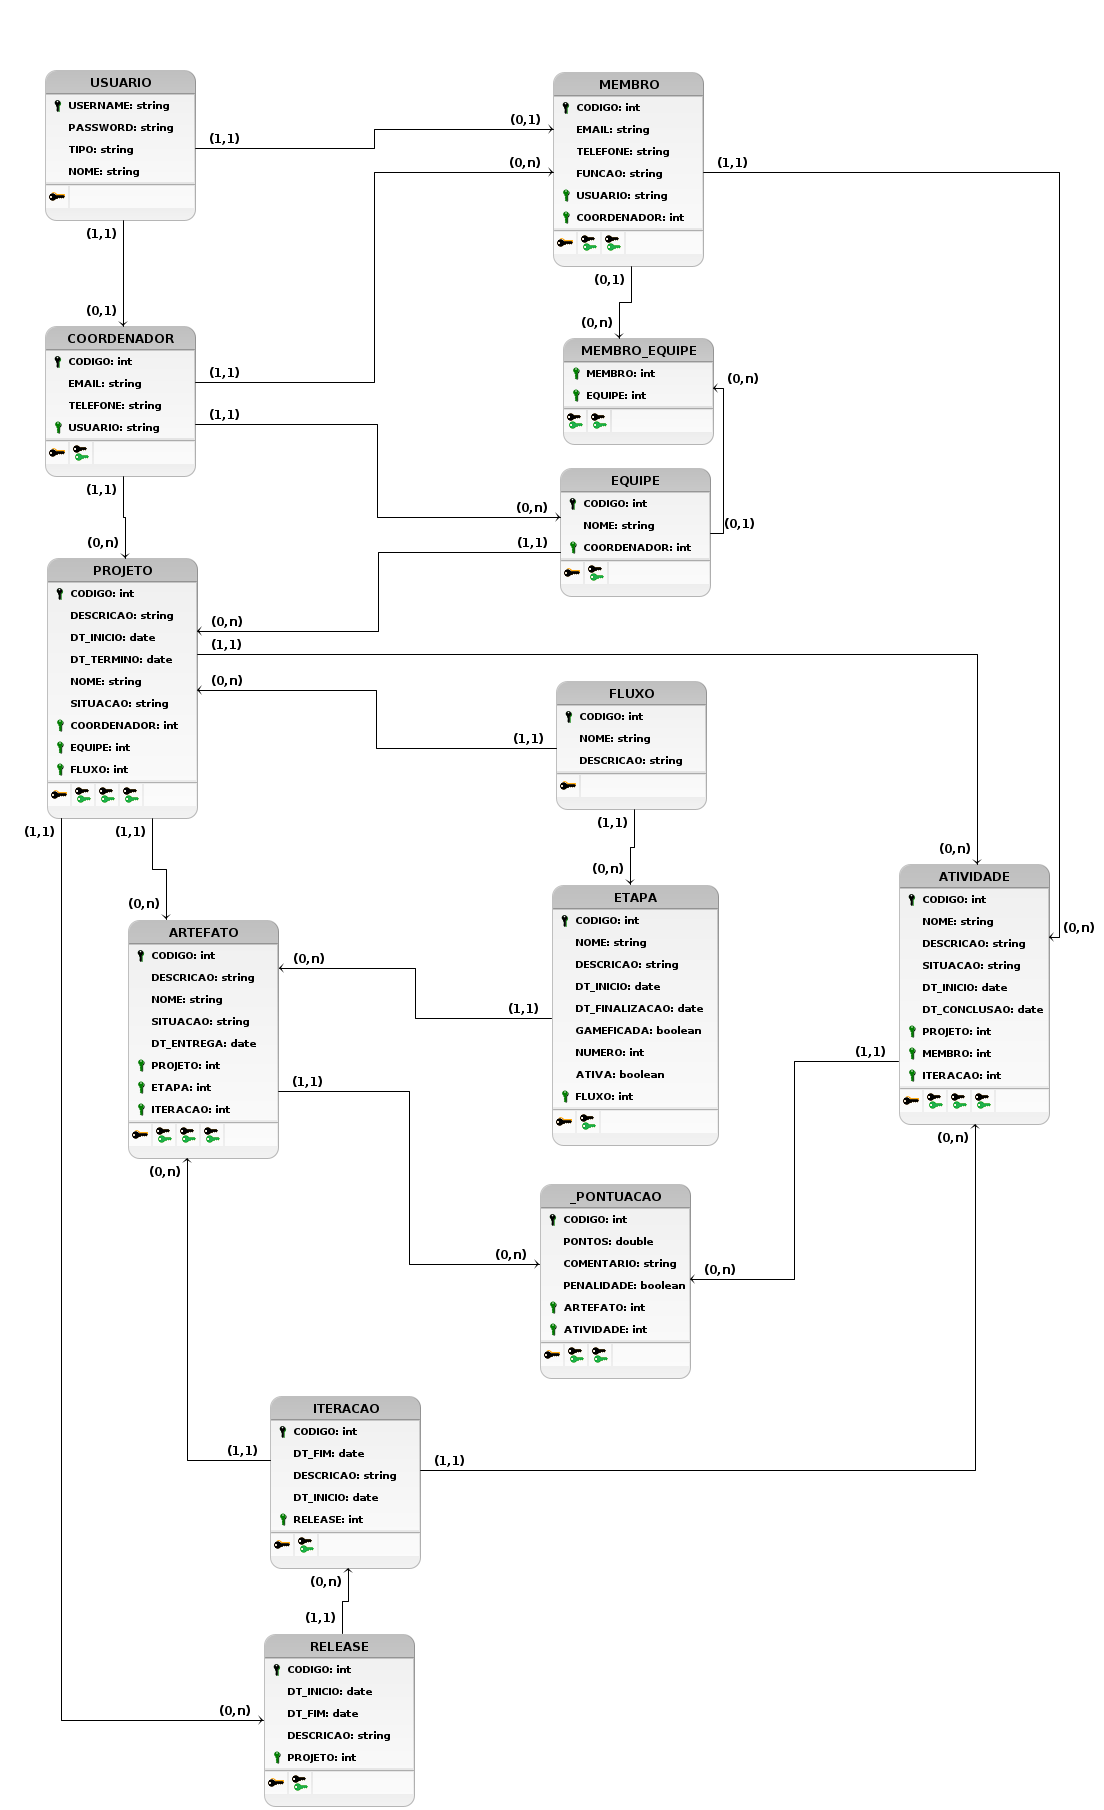 USUARIO
USERNAME: string
PASSWORD: string
TIPO: string
NOME: string
(1,1)
(0,1)
(1,1)
(0,1)
MEMBRO
CODIGO: int
EMAIL: string
TELEFONE: string
FUNCAO: string
USUARIO: string
COORDENADOR: int
(0,n)
(1,1)
(0,1)
(0,n)
COORDENADOR
CODIGO: int
EMAIL: string
TELEFONE: string
USUARIO: string
(1,1)
(1,1)
(1,1)
(0,n)
MEMBRO_EQUIPE
MEMBRO: int
EQUIPE: int
(0,n)
EQUIPE
CODIGO: int
NOME: string
COORDENADOR: int
(0,1)
(0,n)
(1,1)
PROJETO
CODIGO: int
DESCRICAO: string
DT_INICIO: date
DT_TERMINO: date
NOME: string
SITUACAO: string
COORDENADOR: int
EQUIPE: int
FLUXO: int
(0,n)
(1,1)
(0,n)
(1,1)
(1,1)
FLUXO
CODIGO: int
NOME: string
DESCRICAO: string
(1,1)
(1,1)
(0,n)
(0,n)
ARTEFATO
CODIGO: int
DESCRICAO: string
NOME: string
SITUACAO: string
DT_ENTREGA: date
PROJETO: int
ETAPA: int
ITERACAO: int
(0,n)
(1,1)
(0,n)
ETAPA
CODIGO: int
NOME: string
DESCRICAO: string
DT_INICIO: date
DT_FINALIZACAO: date
GAMEFICADA: boolean
NUMERO: int
ATIVA: boolean
FLUXO: int
(1,1)
(0,n)
ATIVIDADE
CODIGO: int
NOME: string
DESCRICAO: string
SITUACAO: string
DT_INICIO: date
DT_CONCLUSAO: date
PROJETO: int
MEMBRO: int
ITERACAO: int
(0,n)
(1,1)
(0,n)
_PONTUACAO
CODIGO: int
PONTOS: double
COMENTARIO: string
PENALIDADE: boolean
ARTEFATO: int
ATIVIDADE: int
(0,n)
(0,n)
ITERACAO
CODIGO: int
DT_FIM: date
DESCRICAO: string
DT_INICIO: date
RELEASE: int
(1,1)
(1,1)
(0,n)
(1,1)
RELEASE
CODIGO: int
DT_INICIO: date
DT_FIM: date
DESCRICAO: string
PROJETO: int
(0,n)